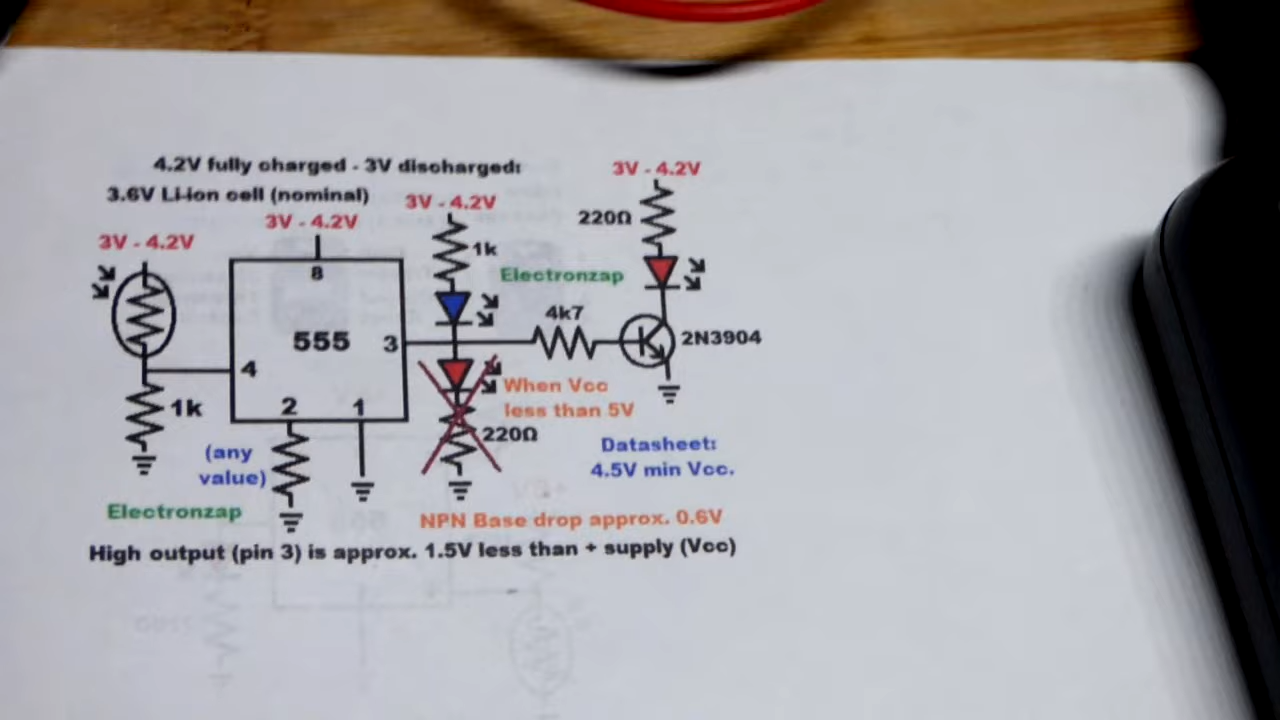 4.2V fully charged - 3V discharged:
3.6V Li-ion cell (nominal)
3V - 4.2V
3V - 4.2V
3V - 4.2V
3V - 4.2V
220Ω
1k
Electronzap
8
4k7
555
3
2N3904
4
When Vcc
less than 5V
1k
2
1
220Ω
(any
value)
Datasheet:
4.5V min Vcc.
Electronzap
NPN Base drop approx. 0.6V
High output (pin 3) is approx. 1.5V less than + supply (Vcc)